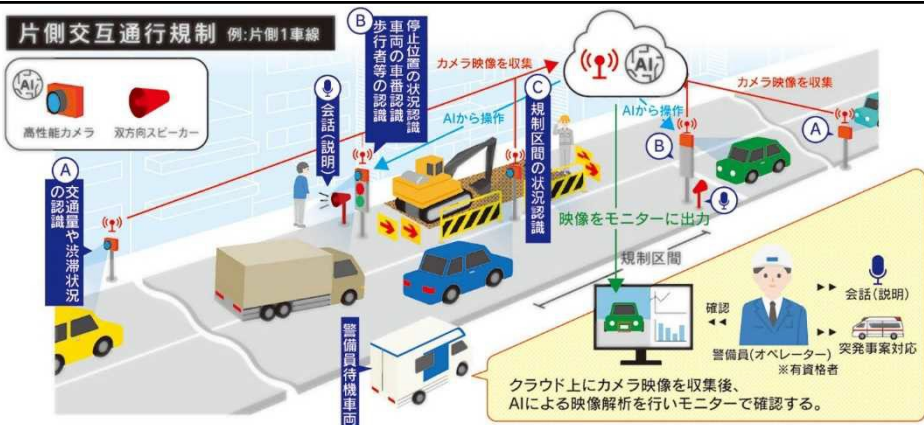 片側交互通行規制 例:片側1車線
AI
高性能カメラ
双方向スピーカー
A
交通量や渋滞状況
の認識
会話(説明)
B
停止位置の状況認識
車両の車番認識
歩行者等の認識
カメラ映像を収集
AIから操作
C
規制区間の状況認識
AI
カメラ映像を収集
AIから操作
B
A
映像をモニターに出力
規制区間
警備員待機車両
確認
警備員(オペレーター)
※有資格者
会話(説明)
突発事案対応
クラウド上にカメラ映像を収集後、
AIによる映像解析を行いモニターで確認する。